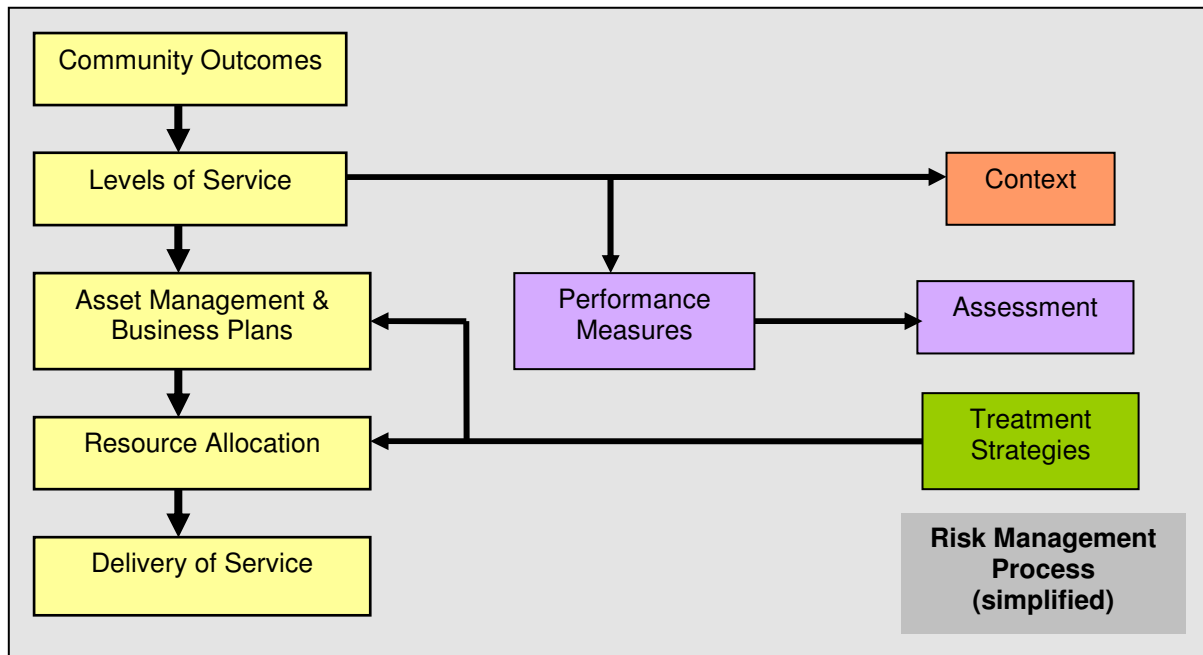 Community Outcomes
Levels of Service
Context
Asset Management &
Business Plans
Performance
Measures
Assessment
Resource Allocation
Treatment
Strategies
Delivery of Service
Risk Management
Process
(simplified)